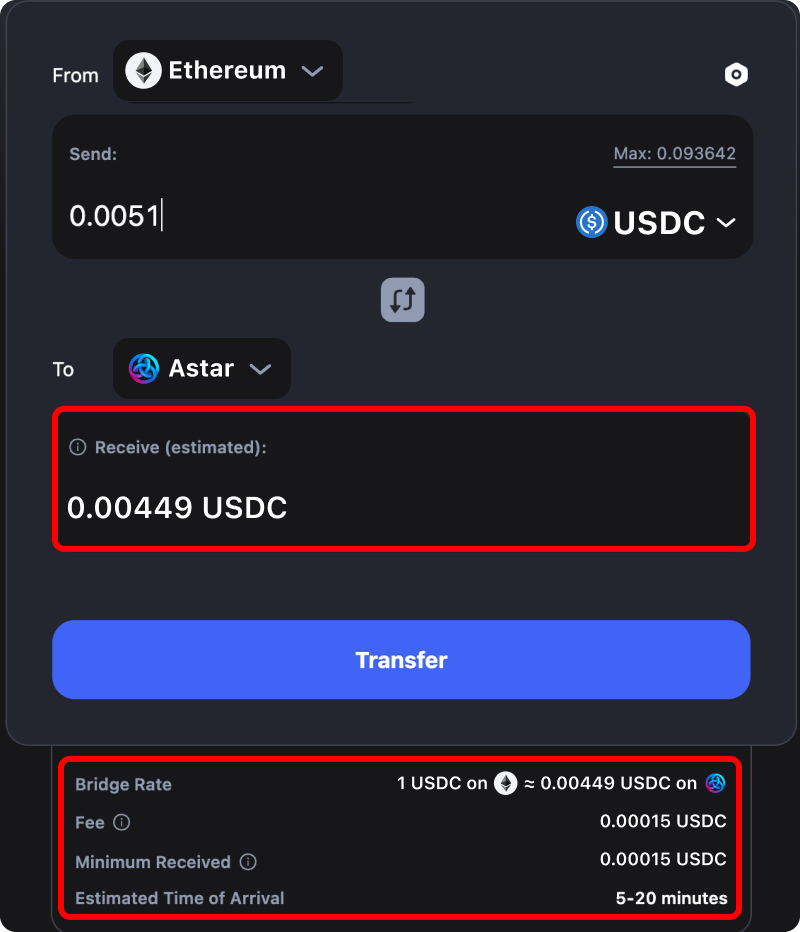 From Ethereum
Send: Max: 0.093642
0.0051 USDC
To Astar
Receive (estimated):
0.00449 USDC
Transfer
Bridge Rate 1 USDC on ≈ 0.00449 USDC on
Fee 0.00015 USDC
Minimum Received 0.00015 USDC
Estimated Time of Arrival 5-20 minutes